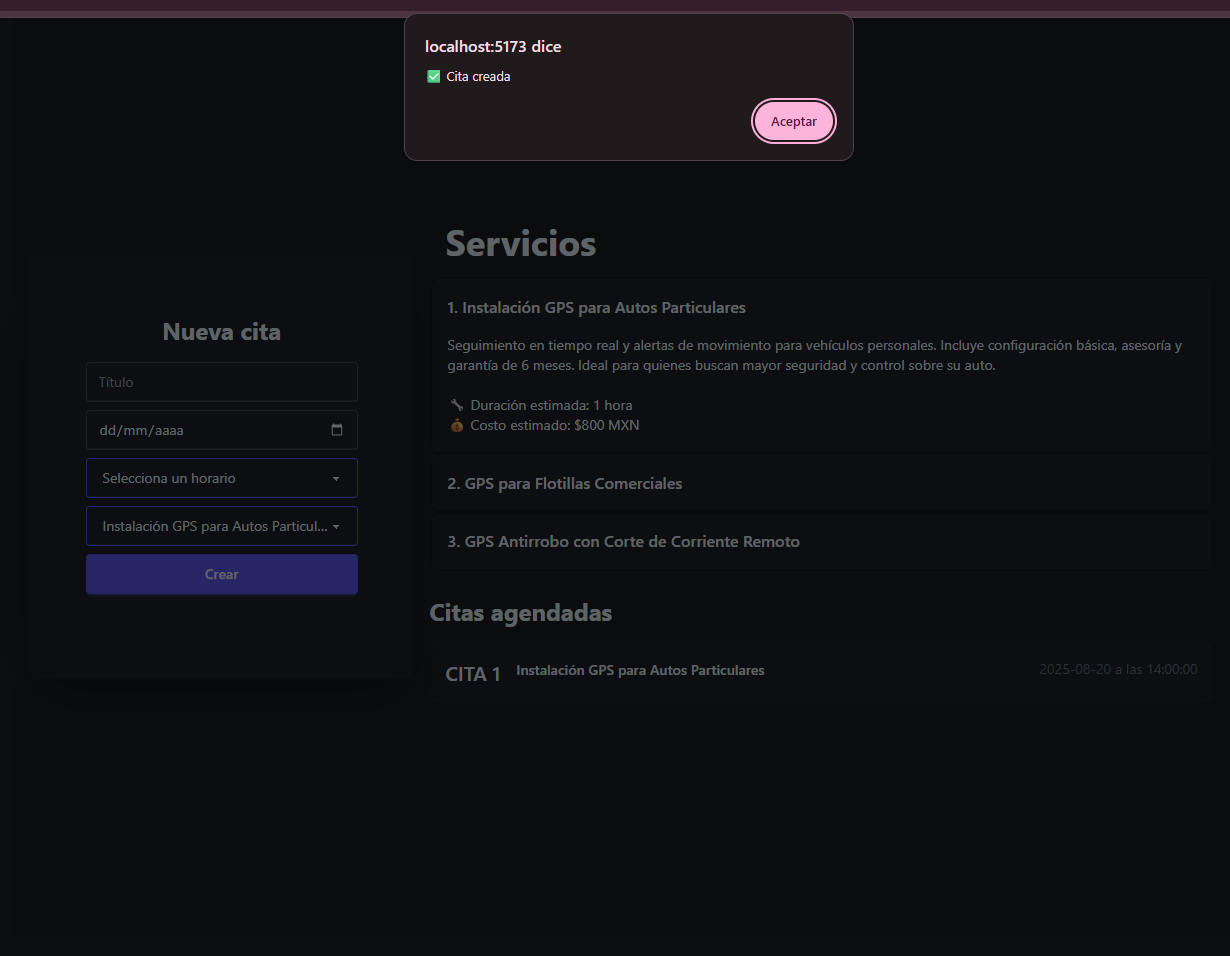 localhost:5173 dice
✅ Cita creada
Aceptar
Nueva cita
Título
dd/mm/aaaa
Selecciona un horario
Instalación GPS para Autos Particul...
Crear
Servicios
1. Instalación GPS para Autos Particulares
Seguimiento en tiempo real y alertas de movimiento para vehículos personales. Incluye configuración básica, asesoría y
garantía de 6 meses. Ideal para quienes buscan mayor seguridad y control sobre su auto.
🔧 Duración estimada: 1 hora
💰 Costo estimado: $800 MXN
2. GPS para Flotillas Comerciales
3. GPS Antirrobo con Corte de Corriente Remoto
Citas agendadas
CITA 1 Instalación GPS para Autos Particulares 2025-08-20 a las 14:00:00